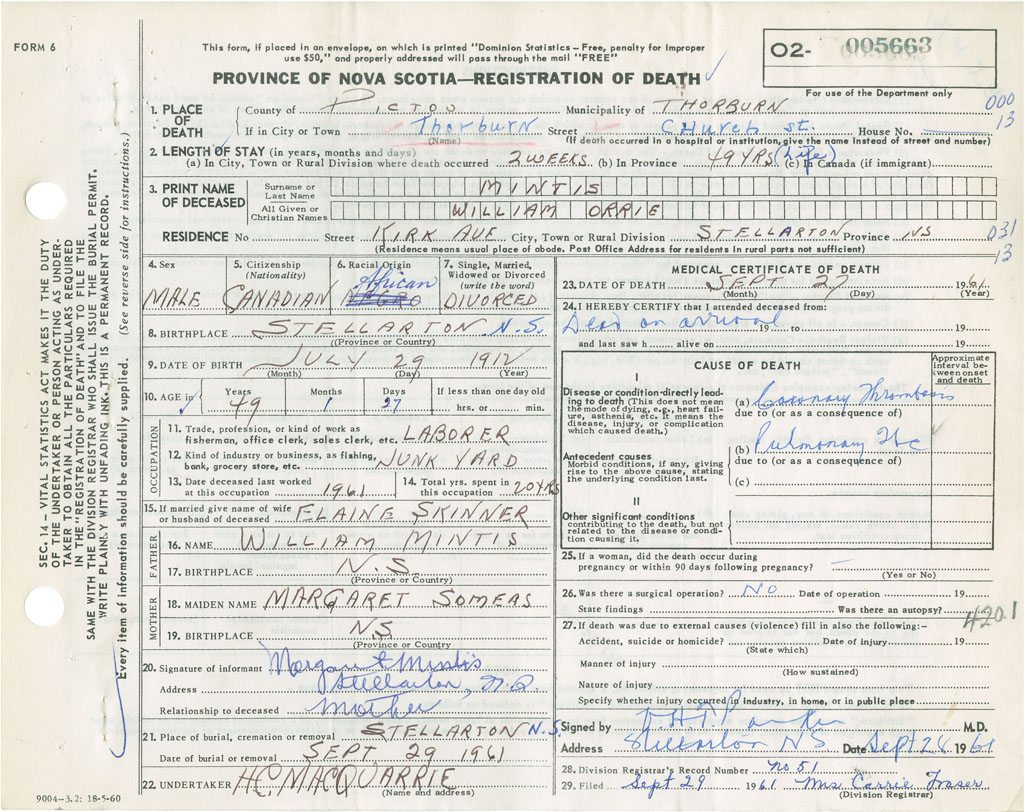 FORM 6
This form, if placed in an envelope, on which is printed "Dominion Statistics – Free, penalty for improper
use $50," and properly addressed will pass through the mail "FREE"
PROVINCE OF NOVA SCOTIA—REGISTRATION OF DEATH
02- 005663
For use of the Department only
000
13
1. PLACE OF DEATH
County of PICTOU Municipality of THORBURN
If in City or Town Thorburn Street CHurch st. House No.
(Name) (If death occurred in a hospital or institution, give the name instead of street and number)
2. LENGTH OF STAY (in years, months and days)
(a) In City, Town or Rural Division where death occurred 2 WEEKS (b) In Province 49 YRS (Life) (c) In Canada (if immigrant)
3. PRINT NAME OF DECEASED
Surname or Last Name MINTIS
All Given or Christian Names WILLIAM ORRIE
RESIDENCE No Street KIRK AVE City, Town or Rural Division STELLARTON Province NS
(Residence means usual place of abode. Post Office Address for residents in rural parts not sufficient)
031
13
4. Sex MALE
5. Citizenship (Nationality) CANADIAN
6. Racial Origin African NEGRO
7. Single, Married, Widowed or Divorced (write the word) DIVORCED
8. BIRTHPLACE STELLARTON N.S.
(Province or Country)
9. DATE OF BIRTH JULY 29 1912
(Month) (Day) (Year)
10. AGE in Years 49 Months 1 Days 27 If less than one day old hrs. or min.
OCCUPATION
11. Trade, profession, or kind of work as fisherman, office clerk, sales clerk, etc. LABORER
12. Kind of industry or business, as fishing, bank, grocery store, etc. JUNK YARD
13. Date deceased last worked at this occupation 1961
14. Total yrs. spent in this occupation 20 YRS
15. If married give name of wife or husband of deceased ELAINE SKINNER
FATHER
16. NAME WILLIAM MINTIS
17. BIRTHPLACE N.S.
(Province or Country)
MOTHER
18. MAIDEN NAME MARGARET SOMEAS
19. BIRTHPLACE N.S.
(Province or Country
20. Signature of informant Margaret Mintis
Address Stellarton, N.S.
Relationship to deceased mother
21. Place of burial, cremation or removal STELLARTON N.S.
Date of burial or removal SEPT 29 1961
22. UNDERTAKER H.C. MACQUARRIE
(Name and address)
9004-3.2: 18-5-60
MEDICAL CERTIFICATE OF DEATH
23. DATE OF DEATH SEPT 27 1961
(Month) (Day) (Year)
24. I HEREBY CERTIFY that I attended deceased from:
Dead on arrival 19 to 19
and last saw h alive on 19
CAUSE OF DEATH
Approximate interval between onset and death
I
Disease or condition directly leading to death (This does not mean the mode of dying, e.g., heart failure, asthenia, etc. It means the disease, injury, or complication which caused death.)
(a) Coronary Thrombosis
due to (or as a consequence of)
Antecedent causes
Morbid conditions, if any, giving rise to the above cause, stating the underlying condition last.
(b) Pulmonary Tbc
due to (or as a consequence of)
(c)
II
Other significant conditions
contributing to the death, but not related to the disease or condition causing it.
25. If a woman, did the death occur during
pregnancy or within 90 days following pregnancy?
(Yes or No)
26. Was there a surgical operation? NO Date of operation 19
State findings Was there an autopsy?
4201
27. If death was due to external causes (violence) fill in also the following:–
Accident, suicide or homicide? Date of injury 19
(State which)
Manner of injury
(How sustained)
Nature of injury
Specify whether injury occurred in Industry, in home, or in public place
Signed by Parker M.D.
Address Stellarton N S Date Sept 28 1961
28. Division Registrar's Record Number no 51
29. Filed Sept 29 1961 Mrs Carrie Fraser
(Division Registrar)
SEC. 14 – VITAL STATISTICS ACT MAKES IT THE DUTY
OF THE UNDERTAKER OR PERSON ACTING AS UNDER-
TAKER TO OBTAIN ALL THE PARTICULARS REQUIRED
IN THE "REGISTRATION OF DEATH" AND TO FILE THE
SAME WITH THE DIVISION REGISTRAR WHO SHALL ISSUE THE BURIAL PERMIT.
WRITE PLAINLY WITH UNFADING INK. THIS IS A PERMANENT RECORD.
Every item of information should be carefully supplied. (See reverse side for instructions.)